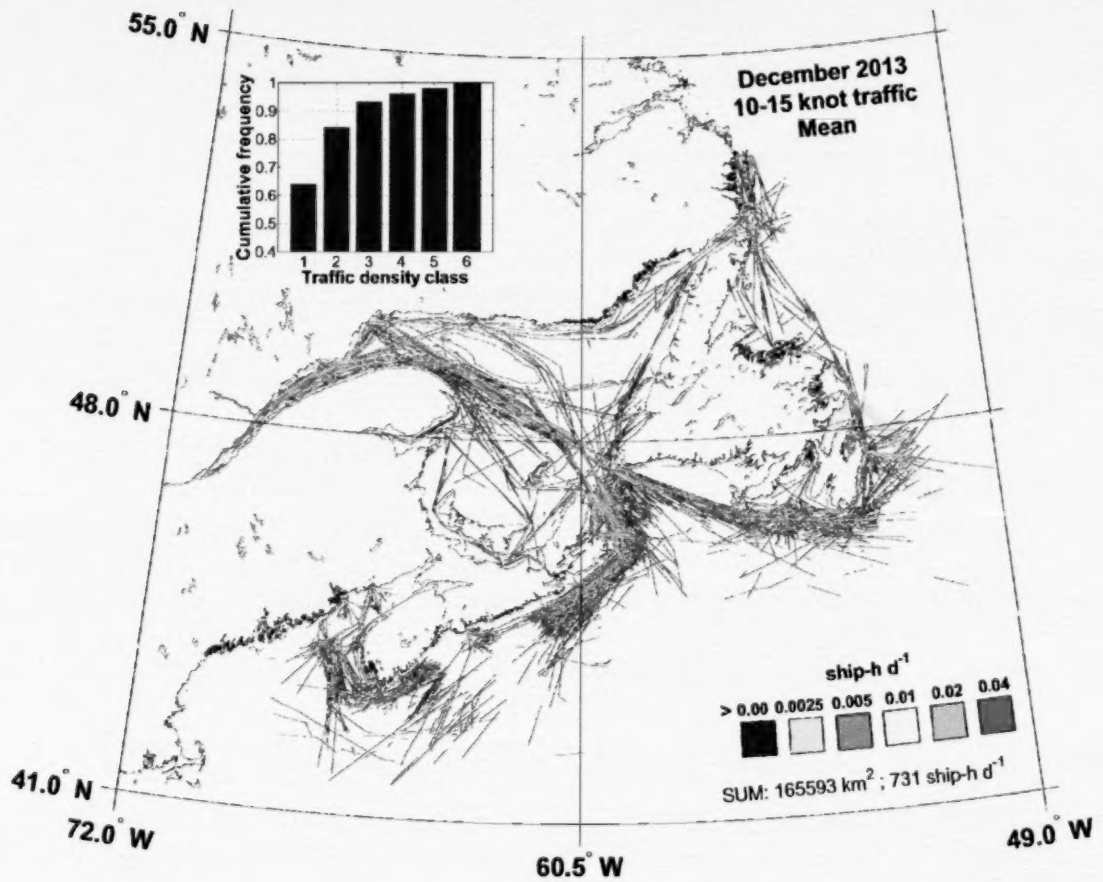 55.0° N
December 2013
10-15 knot traffic
Mean
Cumulative frequency
1
0.9
0.8
0.7
0.6
0.5
0.4
1 2 3 4 5 6
Traffic density class
48.0° N
ship-h d⁻¹
> 0.00 0.0025 0.005 0.01 0.02 0.04
SUM: 165593 km² ; 731 ship-h d⁻¹
41.0° N
72.0° W
60.5° W
49.0° W